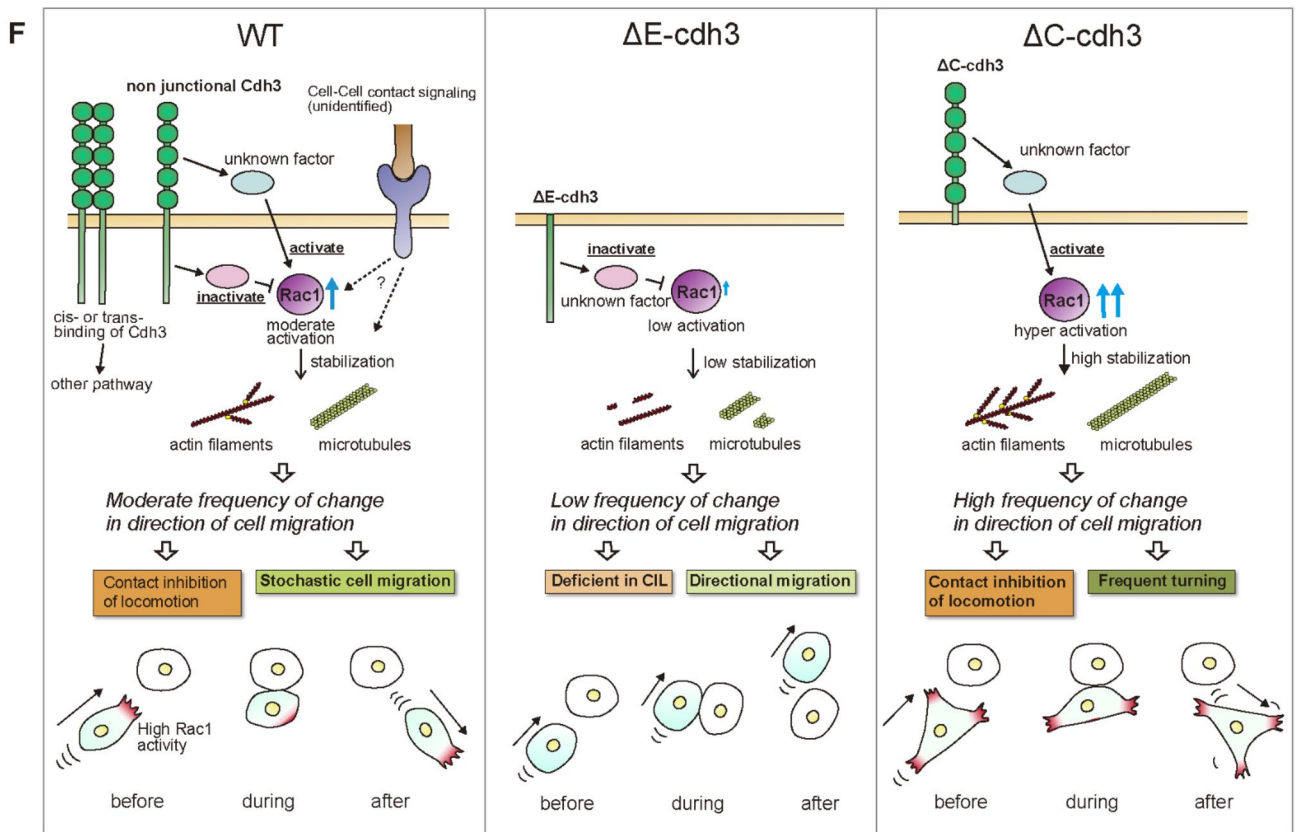 F
WT
non junctional Cdh3
Cell-Cell contact signaling
(unidentified)
unknown factor
activate
inactivate
Rac1
?
moderate
activation
cis- or trans-
binding of Cdh3
other pathway
stabilization
actin filaments
microtubules
Moderate frequency of change
in direction of cell migration
Contact inhibition
of locomotion
Stochastic cell migration
High Rac1
activity
before
during
after
ΔE-cdh3
ΔE-cdh3
inactivate
unknown factor
Rac1
low activation
low stabilization
actin filaments
microtubules
Low frequency of change
in direction of cell migration
Deficient in CIL
Directional migration
before
during
after
ΔC-cdh3
ΔC-cdh3
unknown factor
activate
Rac1
hyper activation
high stabilization
actin filaments
microtubules
High frequency of change
in direction of cell migration
Contact inhibition
of locomotion
Frequent turning
before
during
after